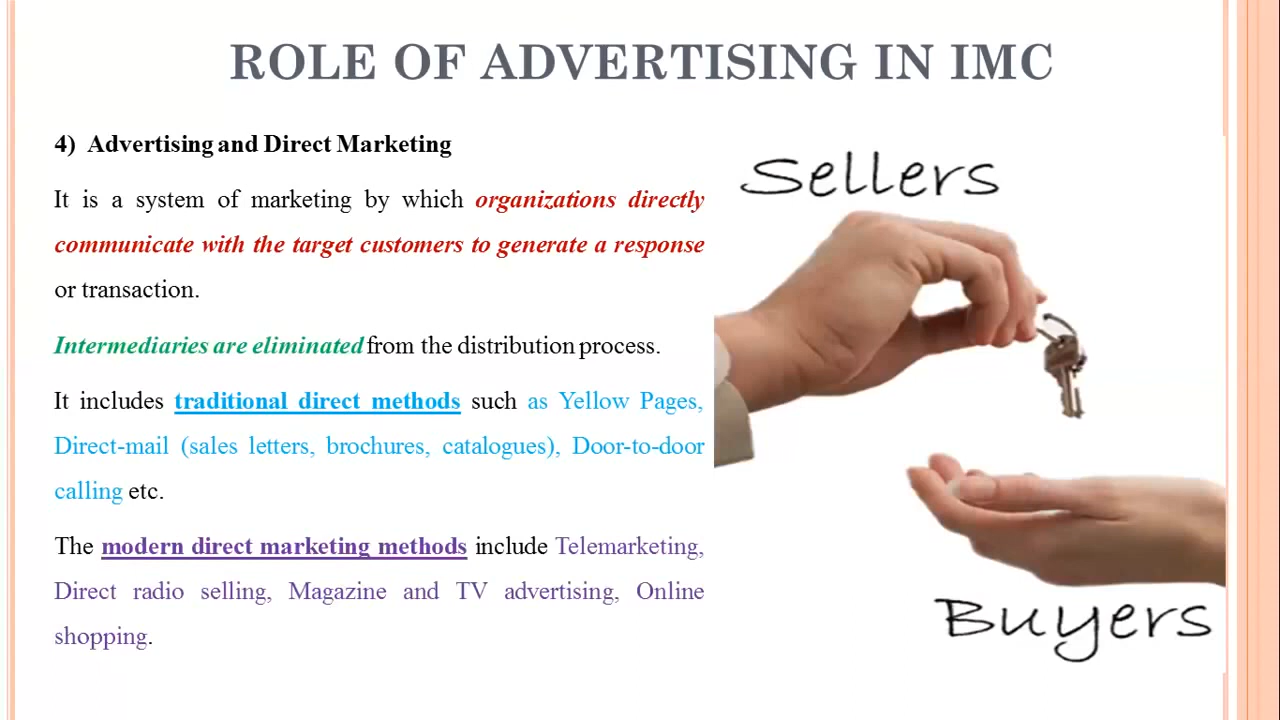 ROLE OF ADVERTISING IN IMC
4) Advertising and Direct Marketing
It is a system of marketing by which organizations directly
communicate with the target customers to generate a response
or transaction.
Intermediaries are eliminated from the distribution process.
It includes traditional direct methods such as Yellow Pages,
Direct-mail (sales letters, brochures, catalogues), Door-to-door
calling etc.
The modern direct marketing methods include Telemarketing,
Direct radio selling, Magazine and TV advertising, Online
shopping.
Sellers
Buyers